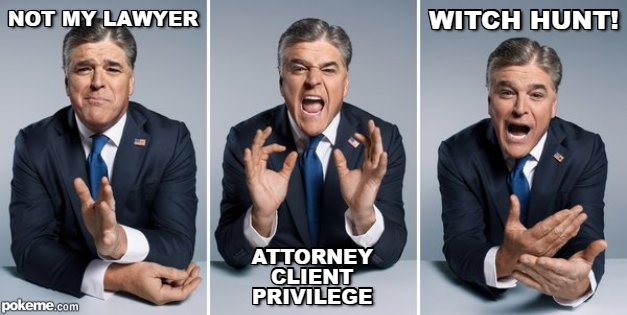 NOT MY LAWYER
ATTORNEY
CLIENT
PRIVILEGE
WITCH HUNT!
pokeme.com